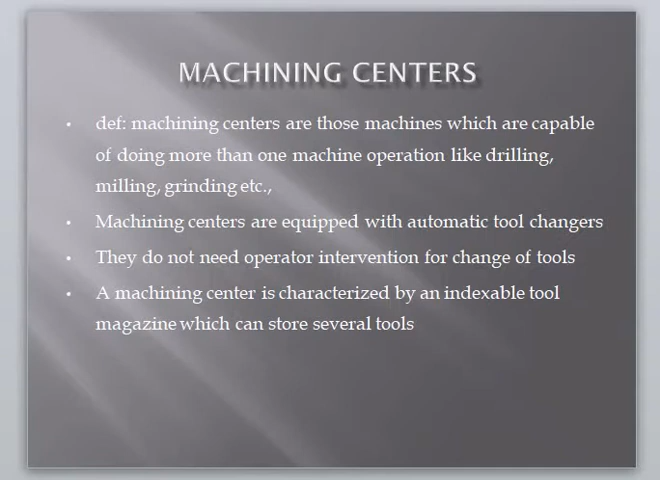 MACHINING CENTERS
• def: machining centers are those machines which are capable
of doing more than one machine operation like drilling,
milling, grinding etc.,
• Machining centers are equipped with automatic tool changers
• They do not need operator intervention for change of tools
• A machining center is characterized by an indexable tool
magazine which can store several tools